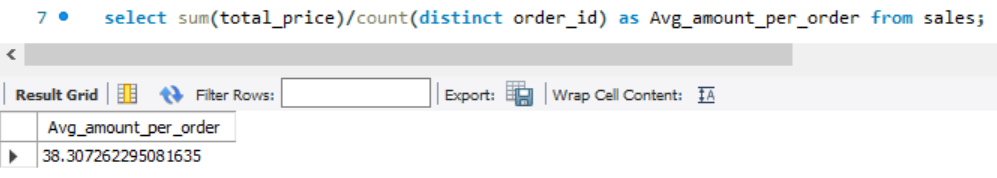 7 select sum(total_price)/count(distinct order_id) as Avg_amount_per_order from sales;
Result Grid Filter Rows: Export: Wrap Cell Content: IA
Avg_amount_per_order
38.307262295081635